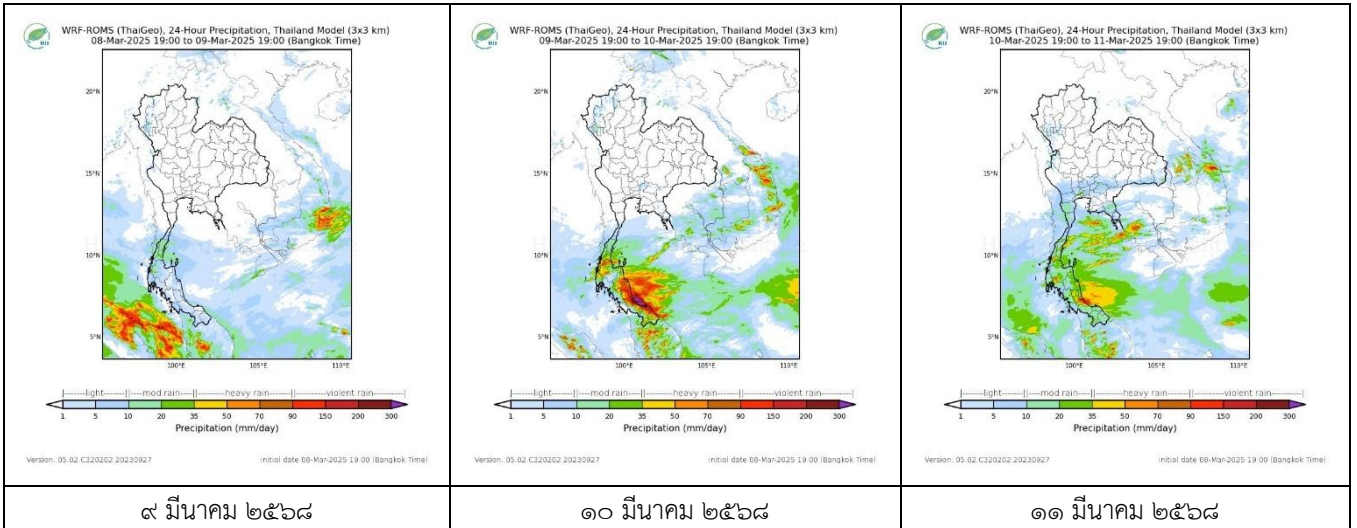 WRF-ROMS (ThaiGeo), 24-Hour Precipitation, Thailand Model (3x3 km)
08-Mar-2025 19:00 to 09-Mar-2025 19:00 (Bangkok Time)
20°N
15°N
10°N
5°N
100°E
105°E
110°E
light
mod rain
heavy rain
violent rain
1 5 10 20 35 50 70 90 150 200 300
Precipitation (mm/day)
Version: 05.02.C320202.20230927
initial date 08-Mar-2025 19:00 (Bangkok Time)
๙ มีนาคม ๒๕๖๘
WRF-ROMS (ThaiGeo), 24-Hour Precipitation, Thailand Model (3x3 km)
09-Mar-2025 19:00 to 10-Mar-2025 19:00 (Bangkok Time)
20°N
15°N
10°N
5°N
100°E
105°E
110°E
light
mod rain
heavy rain
violent rain
1 5 10 20 35 50 70 90 150 200 300
Precipitation (mm/day)
Version: 05.02.C320202.20230927
initial date 08-Mar-2025 19:00 (Bangkok Time)
๑๐ มีนาคม ๒๕๖๘
WRF-ROMS (ThaiGeo), 24-Hour Precipitation, Thailand Model (3x3 km)
10-Mar-2025 19:00 to 11-Mar-2025 19:00 (Bangkok Time)
20°N
15°N
10°N
5°N
100°E
105°E
110°E
light
mod rain
heavy rain
violent rain
1 5 10 20 35 50 70 90 150 200 300
Precipitation (mm/day)
Version: 05.02.C320202.20230927
initial date 08-Mar-2025 19:00 (Bangkok Time)
๑๑ มีนาคม ๒๕๖๘